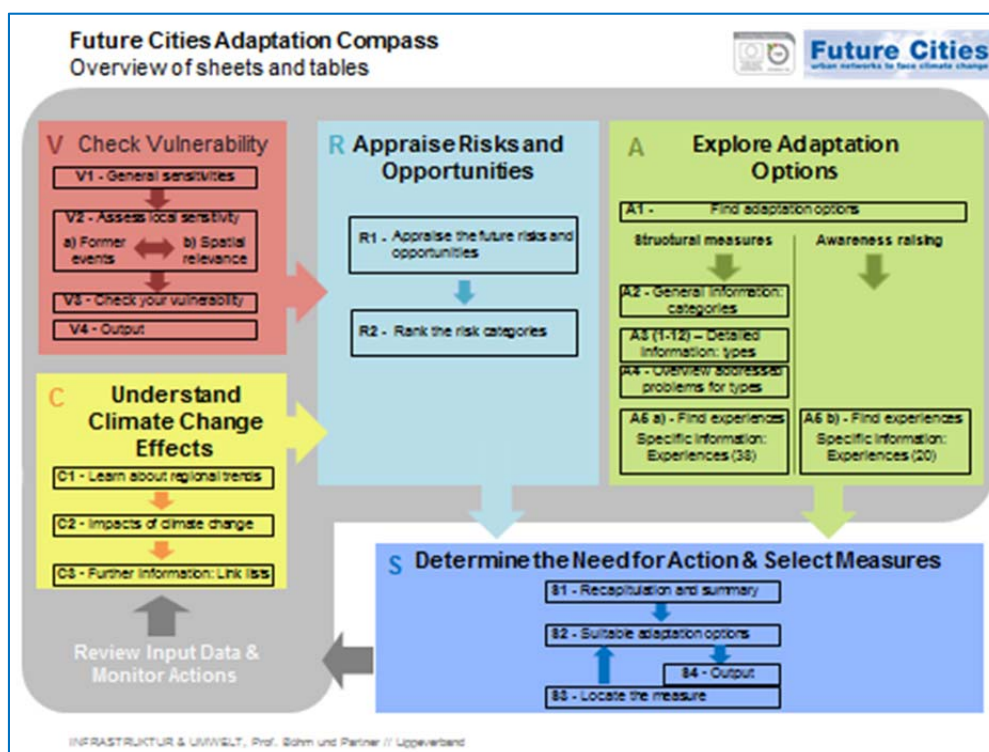 Future Cities Adaptation Compass
Overview of sheets and tables
Future Cities
urban networks to face climate change
V Check Vulnerability
V1 - General sensitivities
V2 - Assess local sensitivity
a) Former
events
b) Spatial
relevance
V3 - Check your vulnerability
V4 - Output
C Understand
Climate Change
Effects
C1 - Learn about regional trends
C2 - Impacts of climate change
C3 - Further information: Link lists
R Appraise Risks and
Opportunities
R1 - Appraise the future risks and
opportunities
R2 - Rank the risk categories
A Explore Adaptation
Options
A1 - Find adaptation options
Structural measures
A2 - General information:
categories
A3 (1-12) – Detailed
information: types
A4 - Overview addressed
problems for types
A5 a) - Find experiences
Specific information:
Experiences (38)
Awareness raising
A5 b) - Find experiences
Specific information:
Experiences (20)
S Determine the Need for Action & Select Measures
S1 - Recapitulation and summary
S2 - Suitable adaptation options
S4 - Output
S3 - Locate the measure
Review Input Data &
Monitor Actions
INFRASTRUKTUR & UMWELT, Prof. Böhm und Partner // Lippeverband